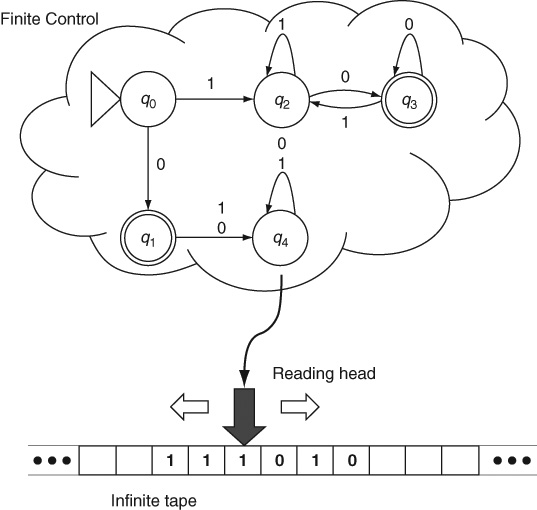 Finite Control
1
0
q0
1
q2
0
q3
1
0
0
1
1
0
q1
q4
Reading head
1 1 1 0 1 0
Infinite tape